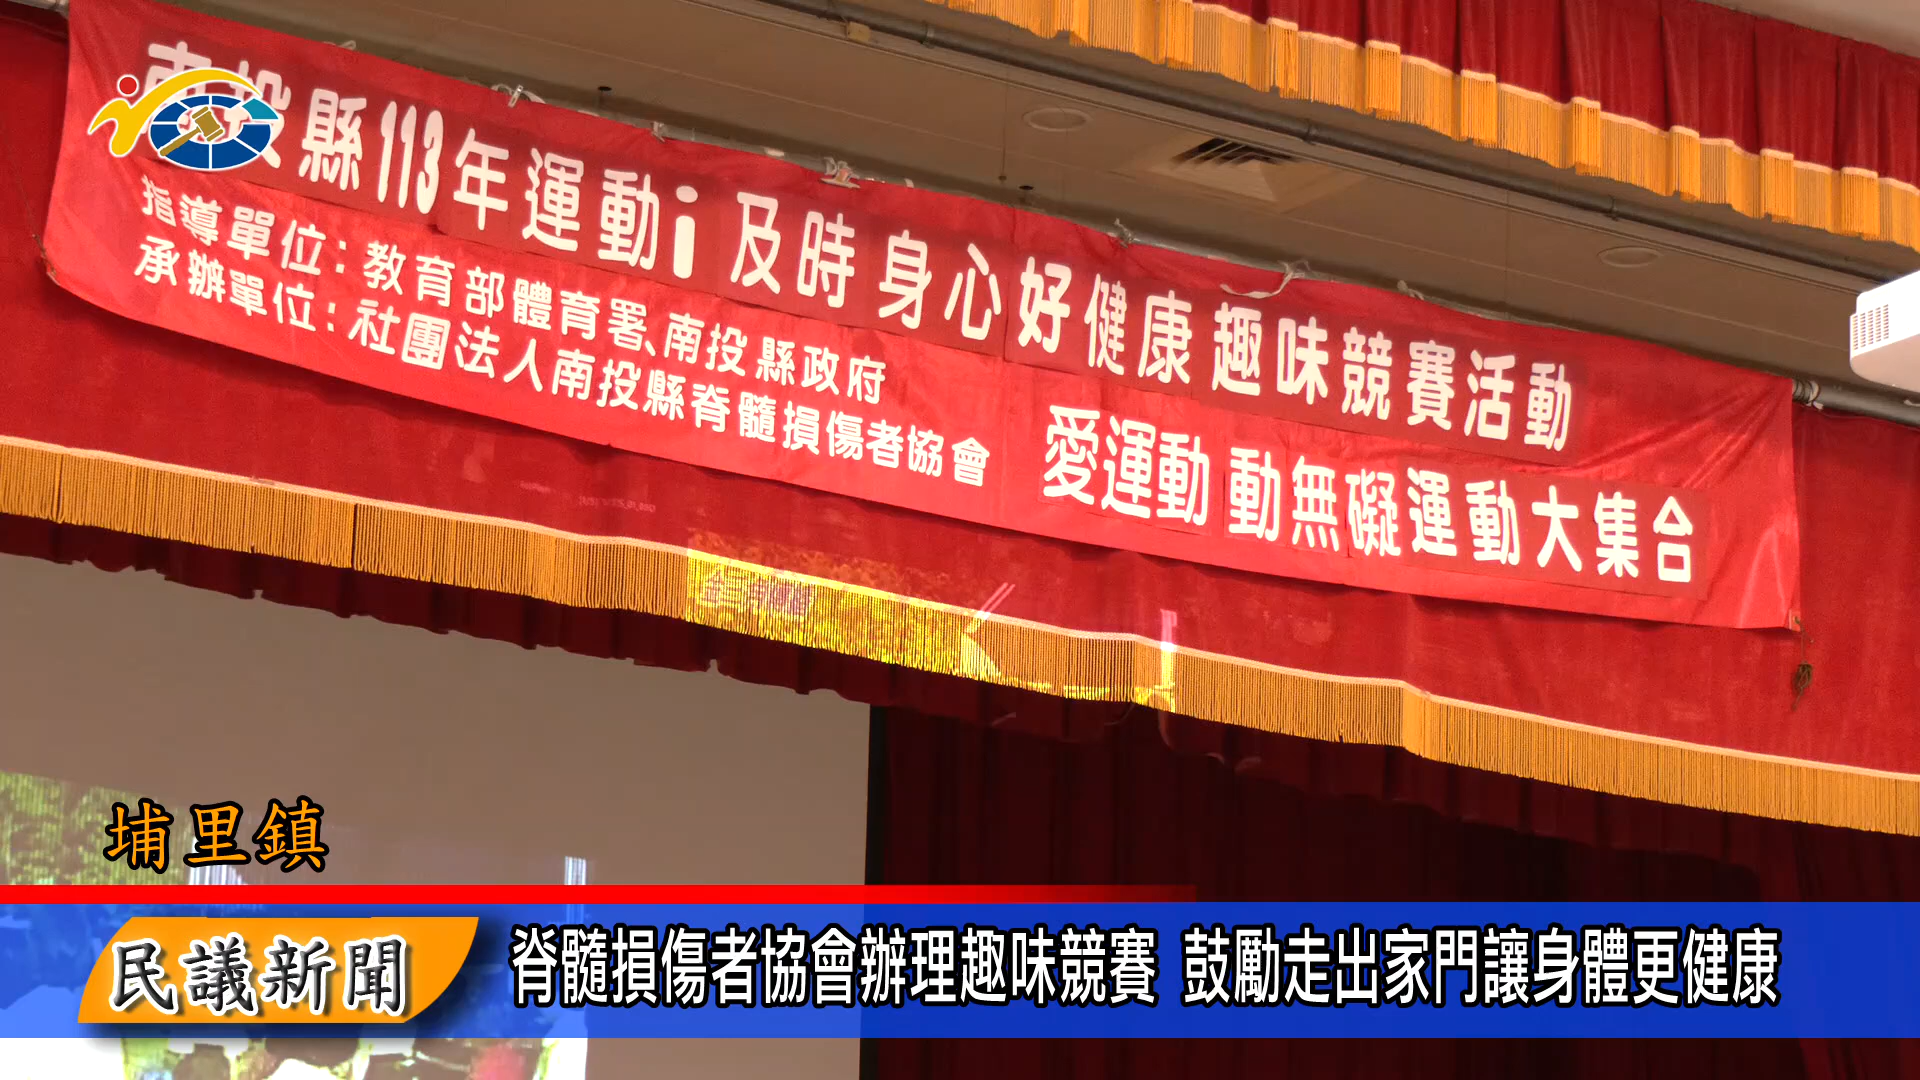 南投縣113年運動i 及時 身心 好健康 趣味競賽活動
指導單位：教育部體育署、南投縣政府
承辦單位：社團法人南投縣脊髓損傷者協會
愛運動 動無礙運動大集合
埔里鎮
民議新聞
脊髓損傷者協會辦理趣味競賽 鼓勵走出家門讓身體更健康